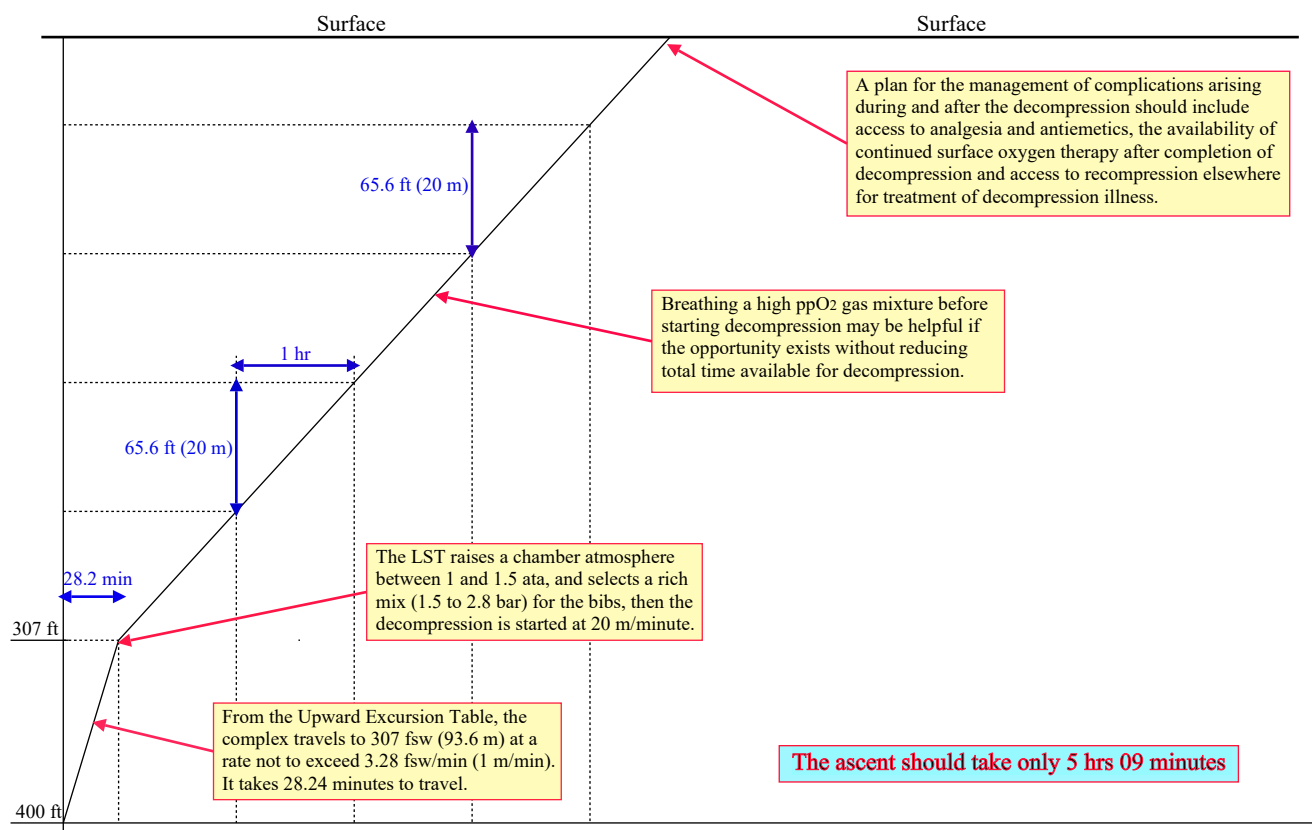 Surface
Surface
A plan for the management of complications arising
during and after the decompression should include
access to analgesia and antiemetics, the availability of
continued surface oxygen therapy after completion of
decompression and access to recompression elsewhere
for treatment of decompression illness.
65.6 ft (20 m)
Breathing a high ppO2 gas mixture before
starting decompression may be helpful if
the opportunity exists without reducing
total time available for decompression.
1 hr
65.6 ft (20 m)
The LST raises a chamber atmosphere
between 1 and 1.5 ata, and selects a rich
mix (1.5 to 2.8 bar) for the bibs, then the
decompression is started at 20 m/minute.
28.2 min
307 ft
From the Upward Excursion Table, the
complex travels to 307 fsw (93.6 m) at a
rate not to exceed 3.28 fsw/min (1 m/min).
It takes 28.24 minutes to travel.
The ascent should take only 5 hrs 09 minutes
400 ft